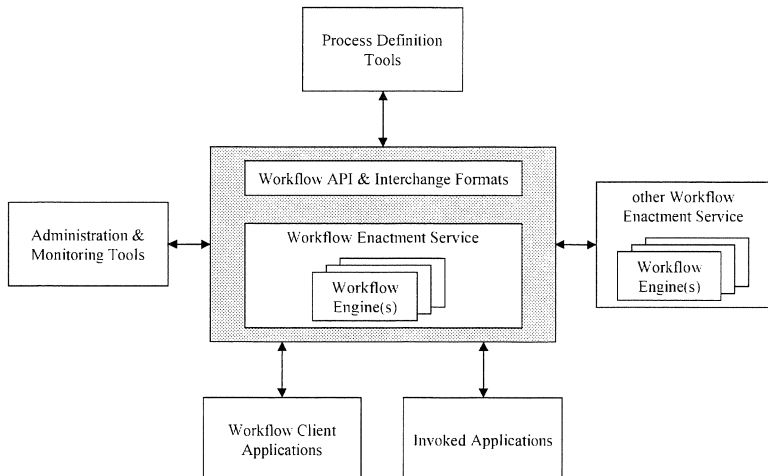 Process Definition
Tools
Workflow API & Interchange Formats
other Workflow
Enactment Service
Administration &
Monitoring Tools
Workflow Enactment Service
Workflow
Engine(s)
Workflow
Engine(s)
Workflow Client
Applications
Invoked Applications